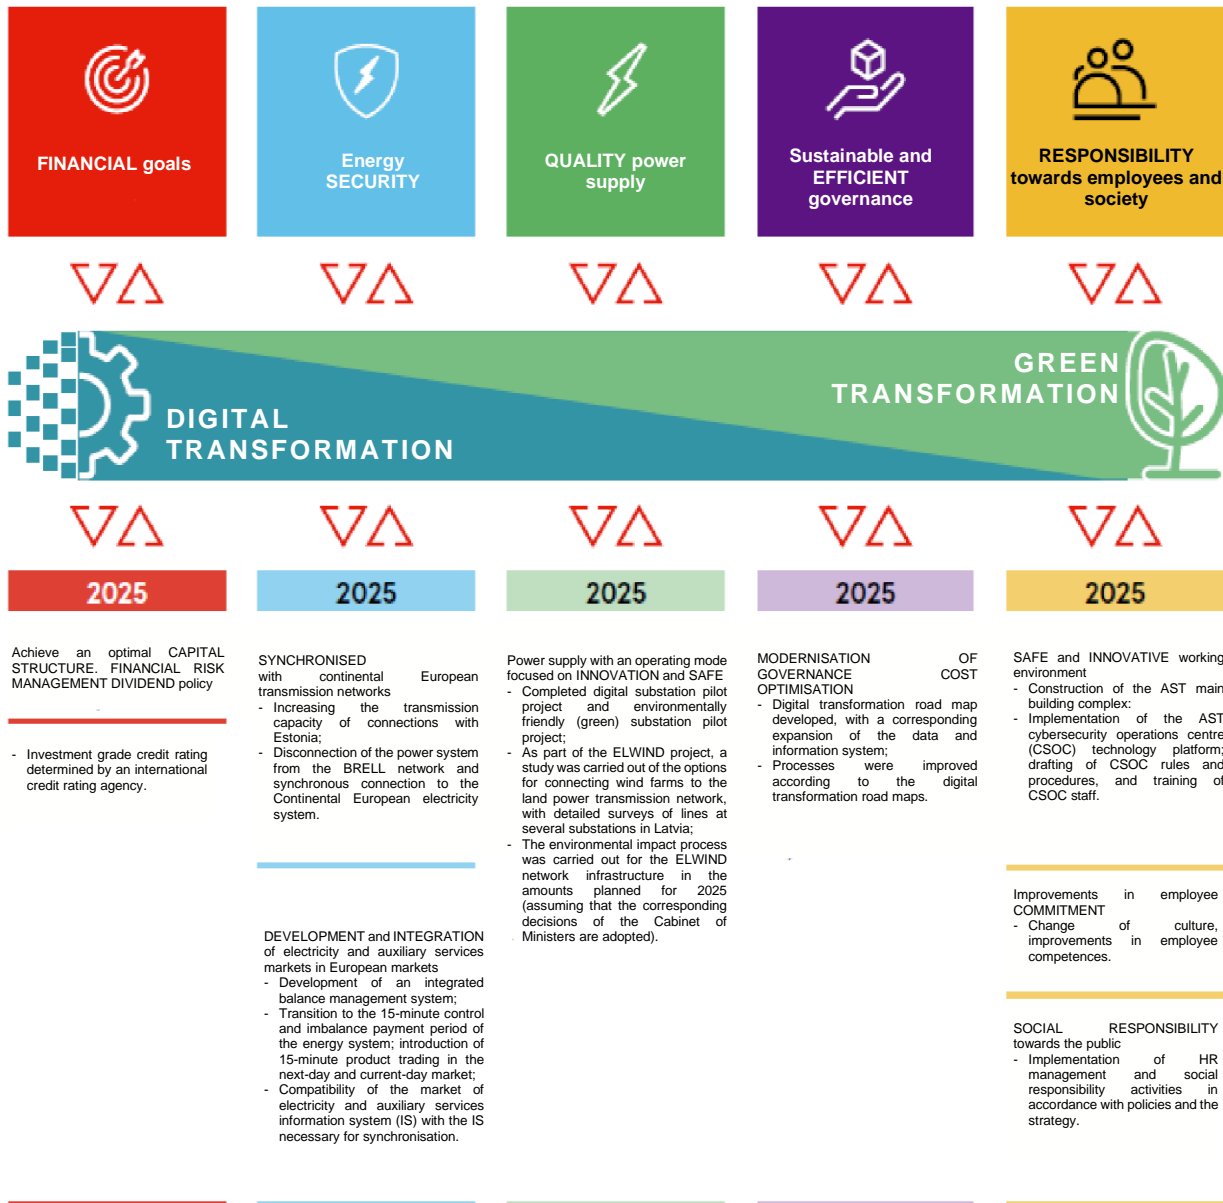 FINANCIAL goals
Energy
SECURITY
QUALITY power
supply
Sustainable and
EFFICIENT
governance
RESPONSIBILITY
towards employees and
society
DIGITAL
TRANSFORMATION
GREEN
TRANSFORMATION
2025
2025
2025
2025
2025
Achieve an optimal CAPITAL
STRUCTURE. FINANCIAL RISK
MANAGEMENT DIVIDEND policy
- Investment grade credit rating
determined by an international
credit rating agency.
SYNCHRONISED
with continental European
transmission networks
- Increasing the transmission
capacity of connections with
Estonia;
- Disconnection of the power system
from the BRELL network and
synchronous connection to the
Continental European electricity
system.
DEVELOPMENT and INTEGRATION
of electricity and auxiliary services
markets in European markets
- Development of an integrated
balance management system;
- Transition to the 15-minute control
and imbalance payment period of
the energy system; introduction of
15-minute product trading in the
next-day and current-day market;
- Compatibility of the market of
electricity and auxiliary services
information system (IS) with the IS
necessary for synchronisation.
Power supply with an operating mode
focused on INNOVATION and SAFE
- Completed digital substation pilot
project and environmentally
friendly (green) substation pilot
project;
- As part of the ELWIND project, a
study was carried out of the options
for connecting wind farms to the
land power transmission network,
with detailed surveys of lines at
several substations in Latvia;
- The environmental impact process
was carried out for the ELWIND
network infrastructure in the
amounts planned for 2025
(assuming that the corresponding
decisions of the Cabinet of
Ministers are adopted).
MODERNISATION OF
GOVERNANCE COST
OPTIMISATION
- Digital transformation road map
developed, with a corresponding
expansion of the data and
information system;
- Processes were improved
according to the digital
transformation road maps.
SAFE and INNOVATIVE working
environment
- Construction of the AST main
building complex:
- Implementation of the AST
cybersecurity operations centre
(CSOC) technology platform;
drafting of CSOC rules and
procedures, and training of
CSOC staff.
Improvements in employee
COMMITMENT
- Change of culture,
improvements in employee
competences.
SOCIAL RESPONSIBILITY
towards the public
- Implementation of HR
management and social
responsibility activities in
accordance with policies and the
strategy.